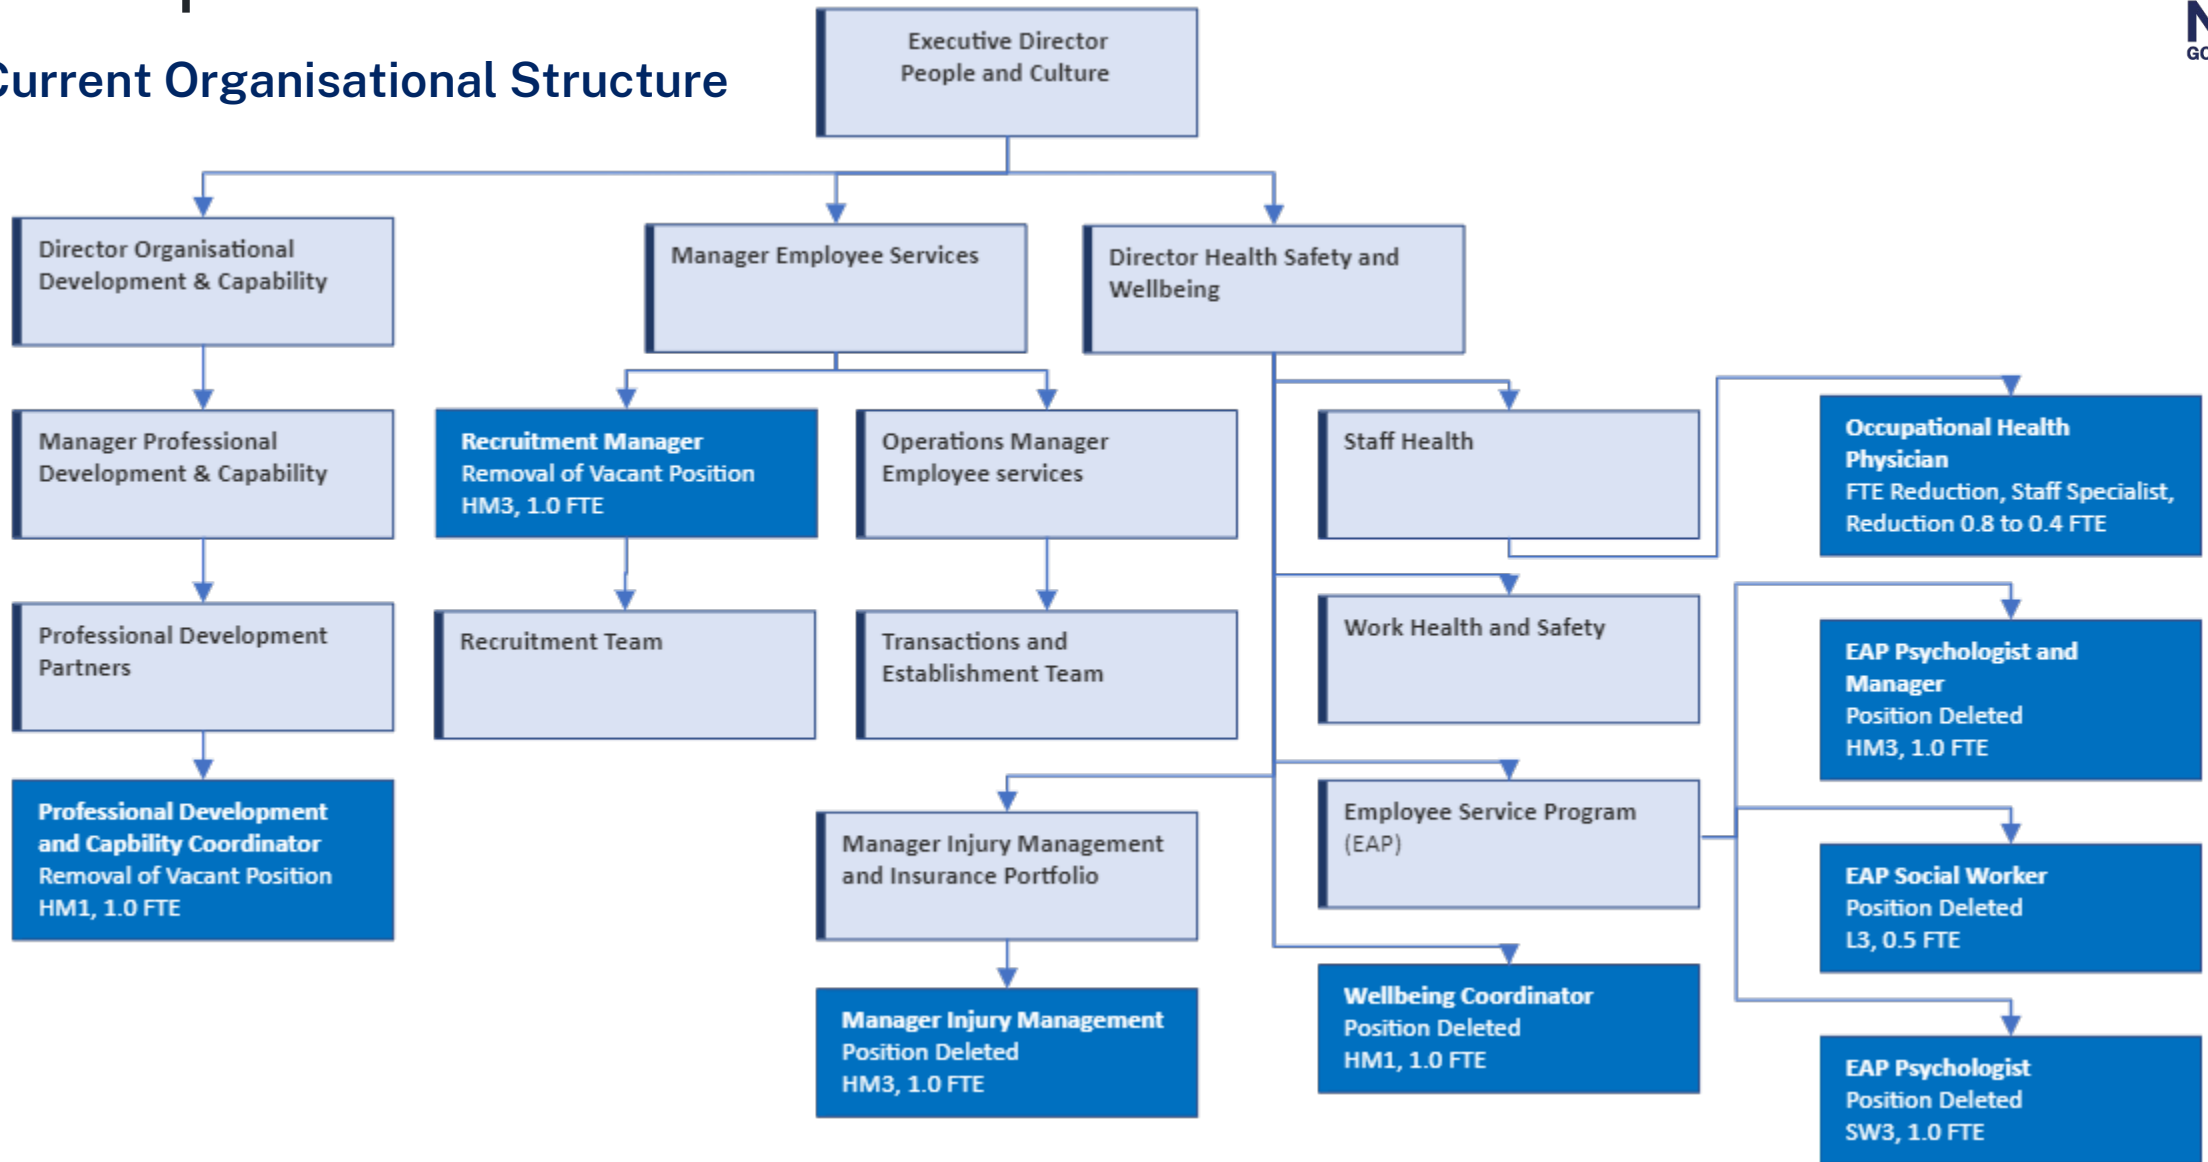 Current Organisational Structure
Executive Director
People and Culture
Director Organisational
Development & Capability
Manager Employee Services
Director Health Safety and
Wellbeing
Manager Professional
Development & Capability
Recruitment Manager
Removal of Vacant Position
HM3, 1.0 FTE
Operations Manager
Employee services
Staff Health
Occupational Health
Physician
FTE Reduction, Staff Specialist,
Reduction 0.8 to 0.4 FTE
Professional Development
Partners
Recruitment Team
Transactions and
Establishment Team
Work Health and Safety
EAP Psychologist and
Manager
Position Deleted
HM3, 1.0 FTE
Professional Development
and Capbility Coordinator
Removal of Vacant Position
HM1, 1.0 FTE
Manager Injury Management
and Insurance Portfolio
Employee Service Program
(EAP)
EAP Social Worker
Position Deleted
L3, 0.5 FTE
Manager Injury Management
Position Deleted
HM3, 1.0 FTE
Wellbeing Coordinator
Position Deleted
HM1, 1.0 FTE
EAP Psychologist
Position Deleted
SW3, 1.0 FTE